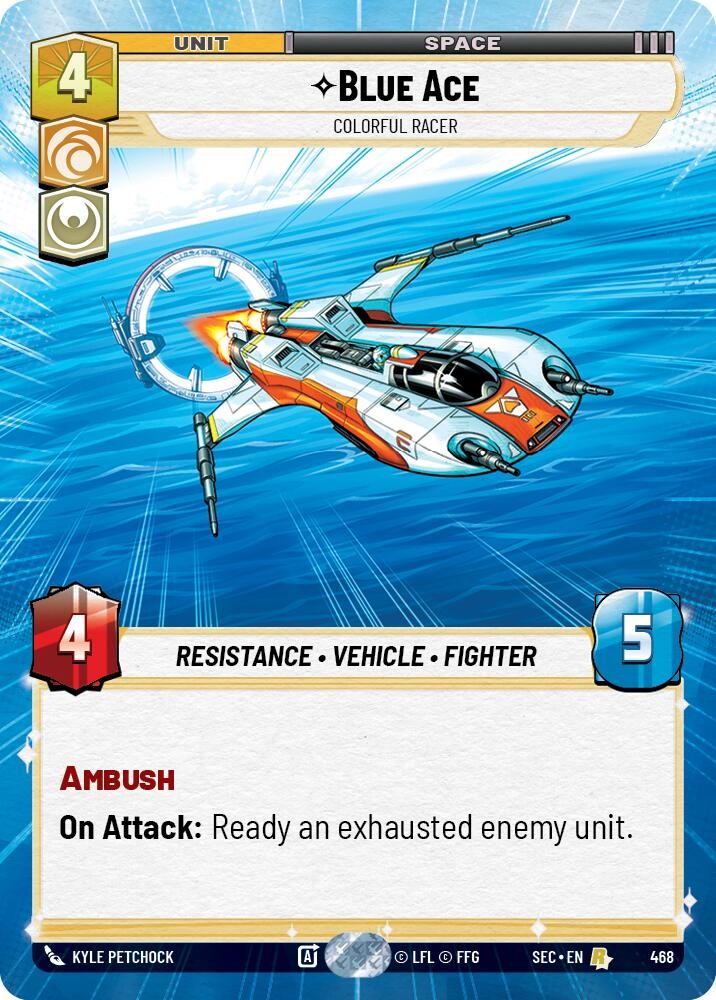 UNIT
SPACE
4
✧BLUE ACE
COLORFUL RACER
4
RESISTANCE • VEHICLE • FIGHTER
5
AMBUSH
On Attack: Ready an exhausted enemy unit.
KYLE PETCHOCK
A
© LFL © FFG
SEC • EN
R
468